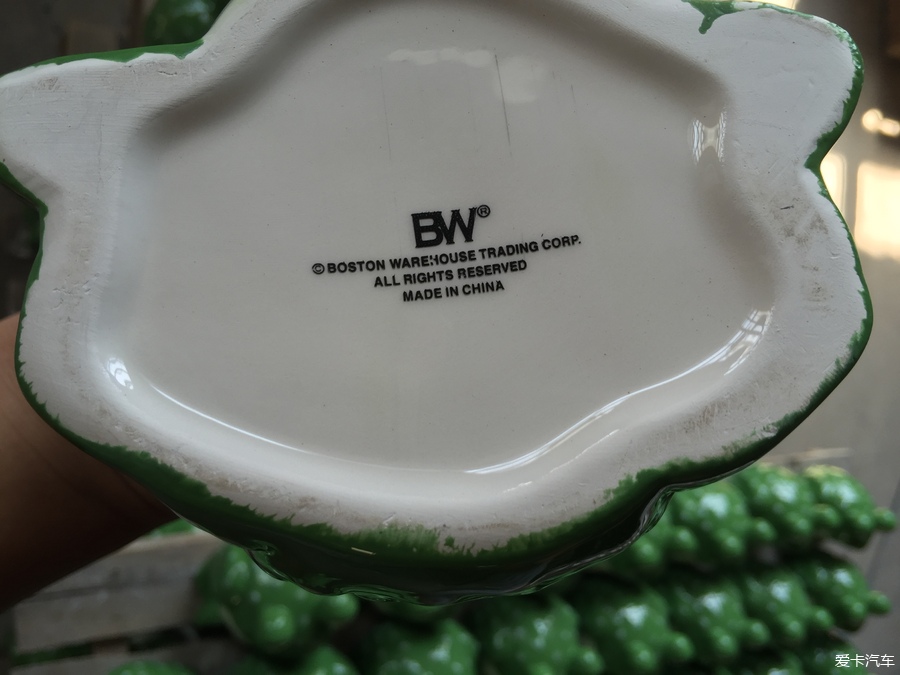 BW®
© BOSTON WAREHOUSE TRADING CORP.
ALL RIGHTS RESERVED
MADE IN CHINA
爱卡汽车